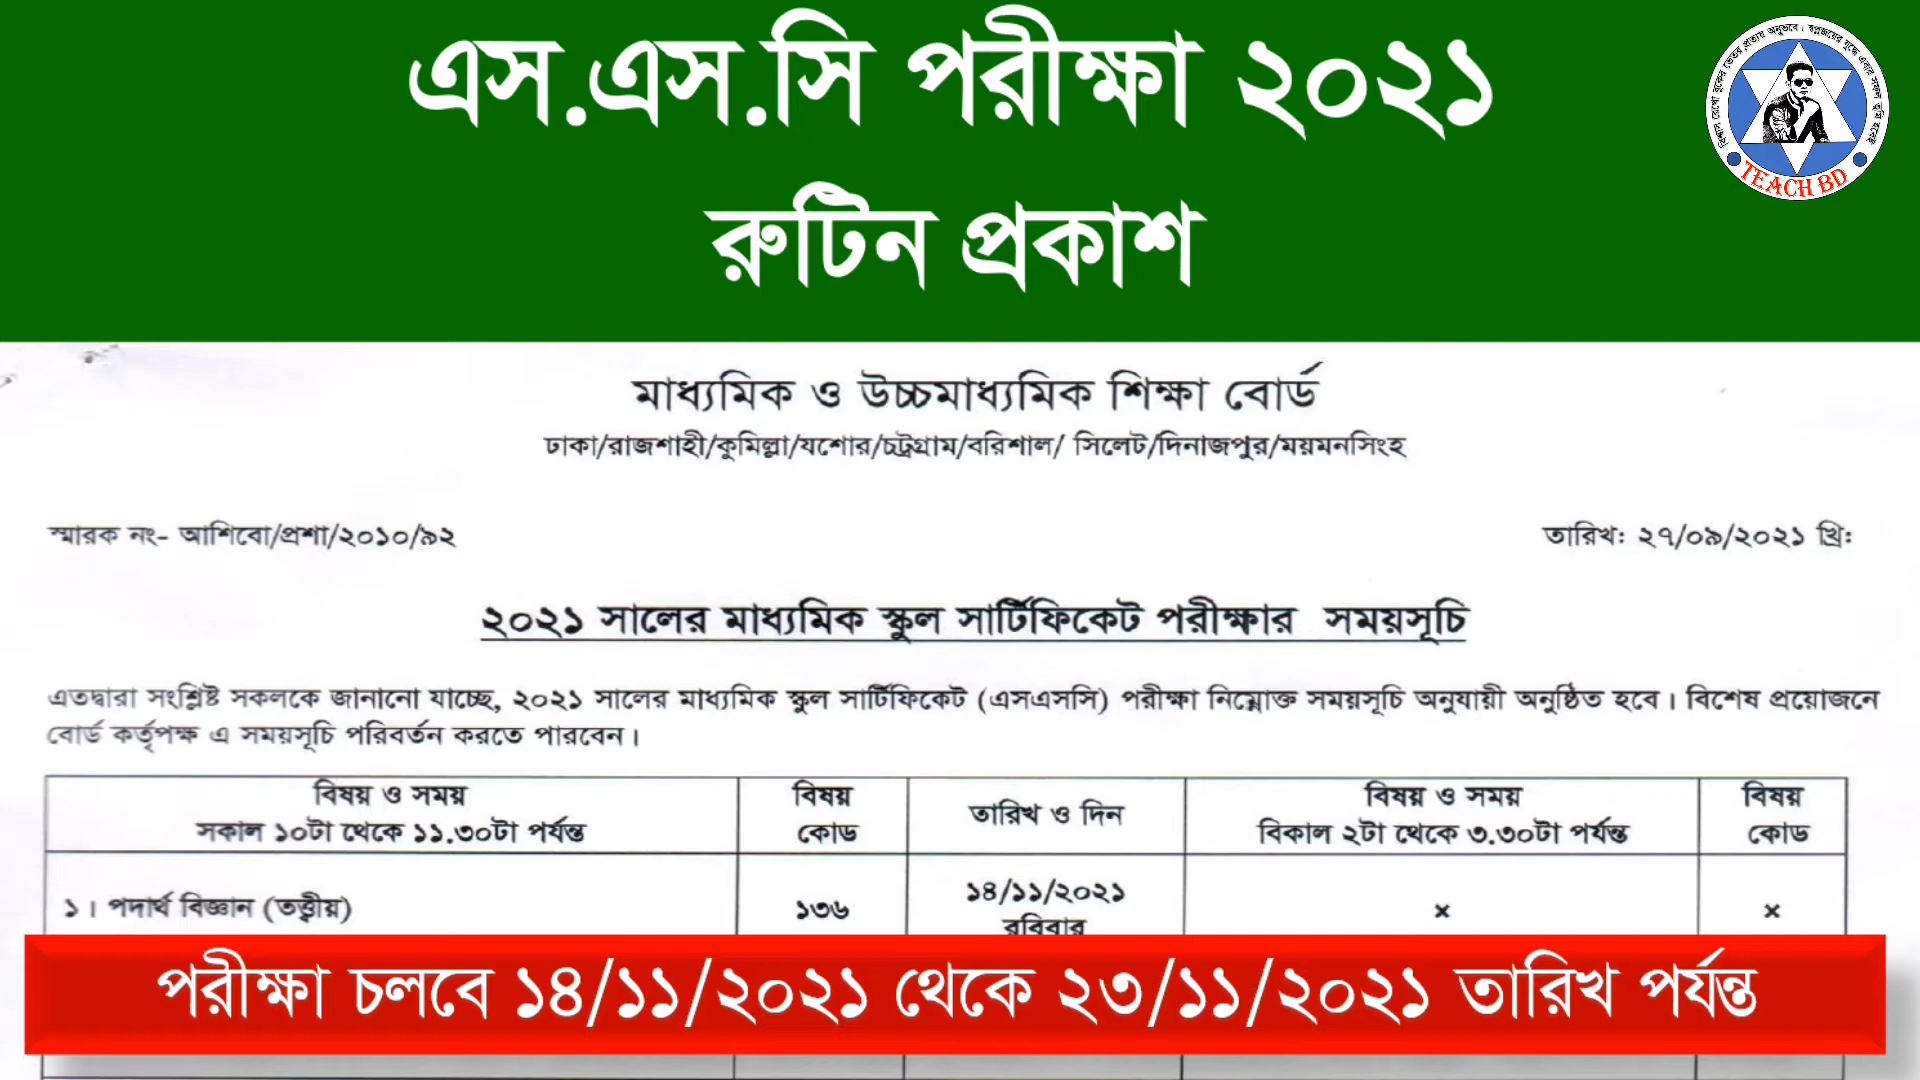 এস.এস.সি পরীক্ষা ২০২১
রুটিন প্রকাশ
TEACH BD
মাধ্যমিক ও উচ্চমাধ্যমিক শিক্ষা বোর্ড
ঢাকা/রাজশাহী/কুমিল্লা/যশোর/চট্রগ্রাম/বরিশাল/ সিলেট/দিনাজপুর/ময়মনসিংহ
স্মারক নং- আশিবো/প্রশা/২০১০/৯২
তারিখঃ ২৭/০৯/২০২১ খ্রিঃ
২০২১ সালের মাধ্যমিক স্কুল সার্টিফিকেট পরীক্ষার সময়সূচি
এতদ্বারা সংশ্লিষ্ট সকলকে জানানো যাচ্ছে, ২০২১ সালের মাধ্যমিক স্কুল সার্টিফিকেট (এসএসসি) পরীক্ষা নিম্নোক্ত সময়সূচি অনুযায়ী অনুষ্ঠিত হবে। বিশেষ প্রয়োজনে
বোর্ড কর্তৃপক্ষ এ সময়সূচি পরিবর্তন করতে পারবেন।
বিষয় ও সময়
সকাল ১০টা থেকে ১১.৩০টা পর্যন্ত
বিষয়
কোড
তারিখ ও দিন
বিষয় ও সময়
বিকাল ২টা থেকে ৩.৩০টা পর্যন্ত
বিষয়
কোড
১। পদার্থ বিজ্ঞান (তত্ত্বীয়)
১৩৬
১৪/১১/২০২১
রবিবার
×
×
পরীক্ষা চলবে ১৪/১১/২০২১ থেকে ২৩/১১/২০২১ তারিখ পর্যন্ত